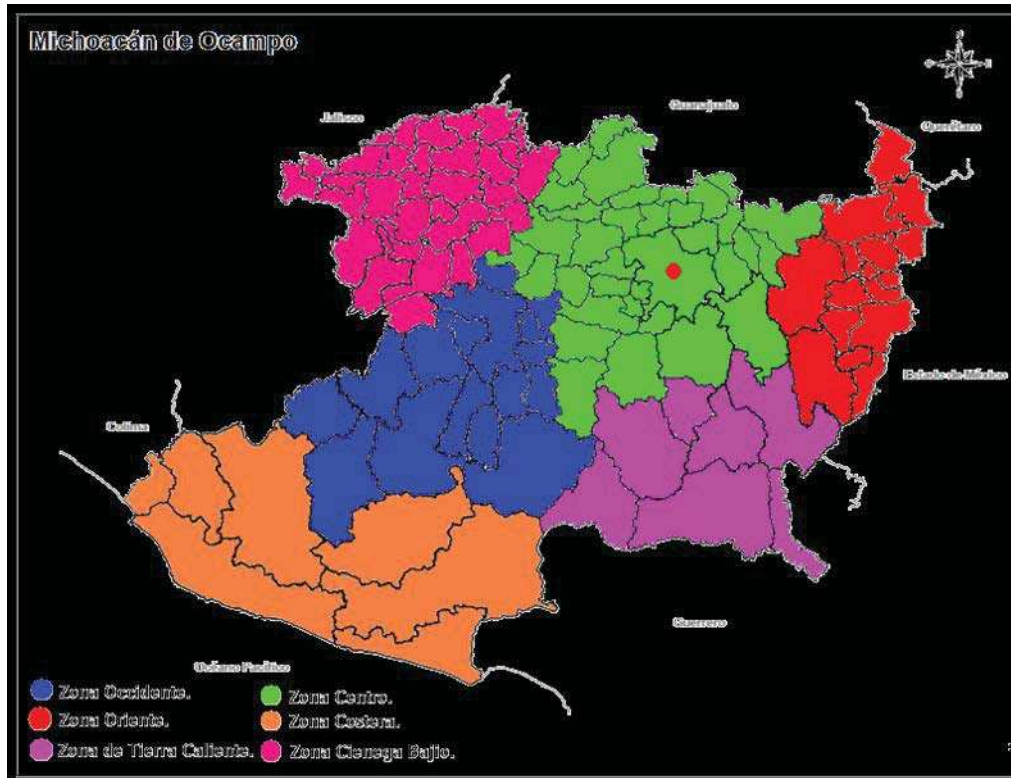 Michoacán de Ocampo
Guanajuato
Jalisco
Querétaro
Estado de México
Colima
Guerrero
Océano Pacífico
Zona Occidente.
Zona Centro.
Zona Oriente.
Zona Costera.
Zona de Tierra Caliente.
Zona Cienega Bajio.